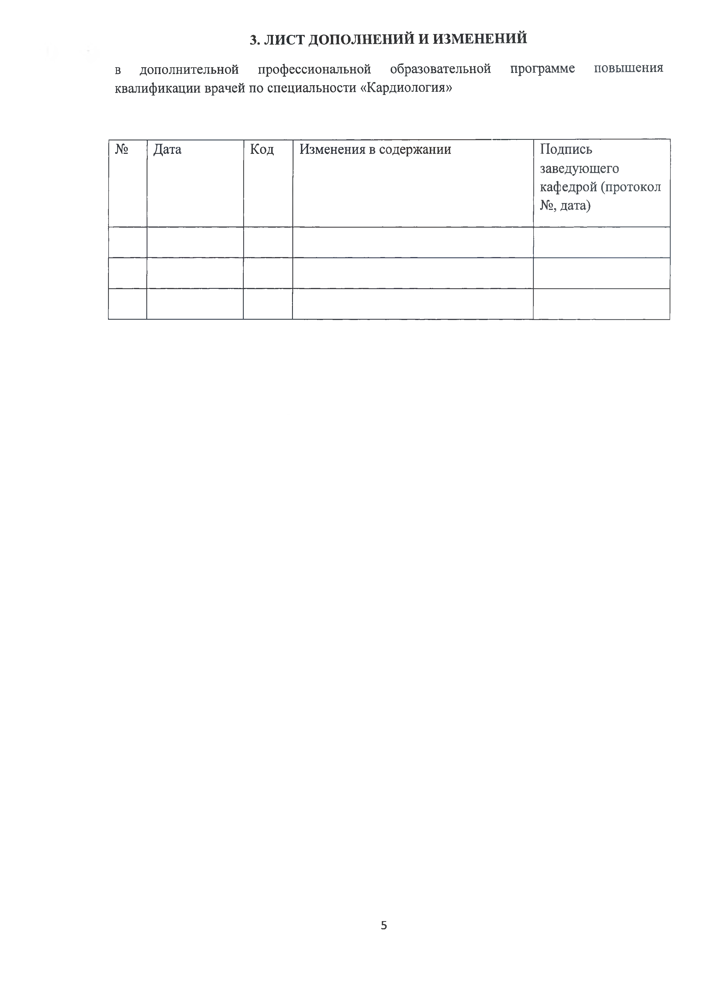 3. ЛИСТ ДОПОЛНЕНИЙ И ИЗМЕНЕНИЙ
в дополнительной профессиональной образовательной программе повышения
квалификации врачей по специальности «Кардиология»
№ Дата Код Изменения в содержании Подпись
заведующего
кафедрой (протокол
№, дата)
5